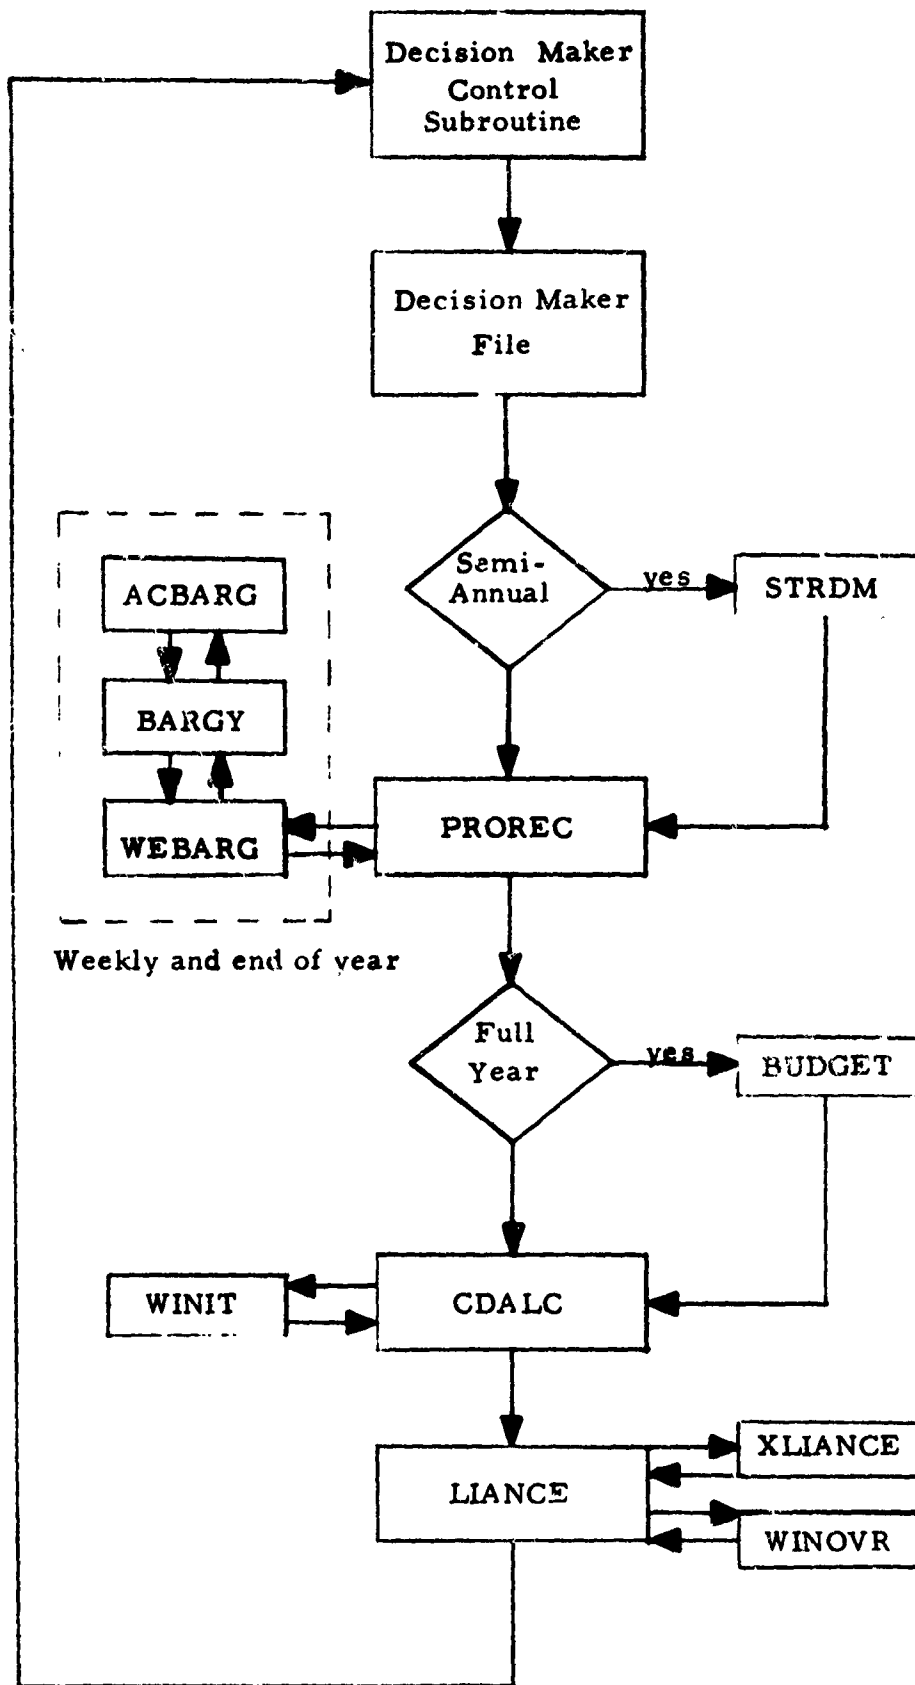 Decision Maker
Control
Subroutine
Decision Maker
File
Semi-
Annual
yes
STRDM
ACBARG
BARGY
WEBARG
PROREC
Weekly and end of year
Full
Year
yes
BUDGET
WINIT
CDALC
LIANCE
XLIANCE
WINOVR